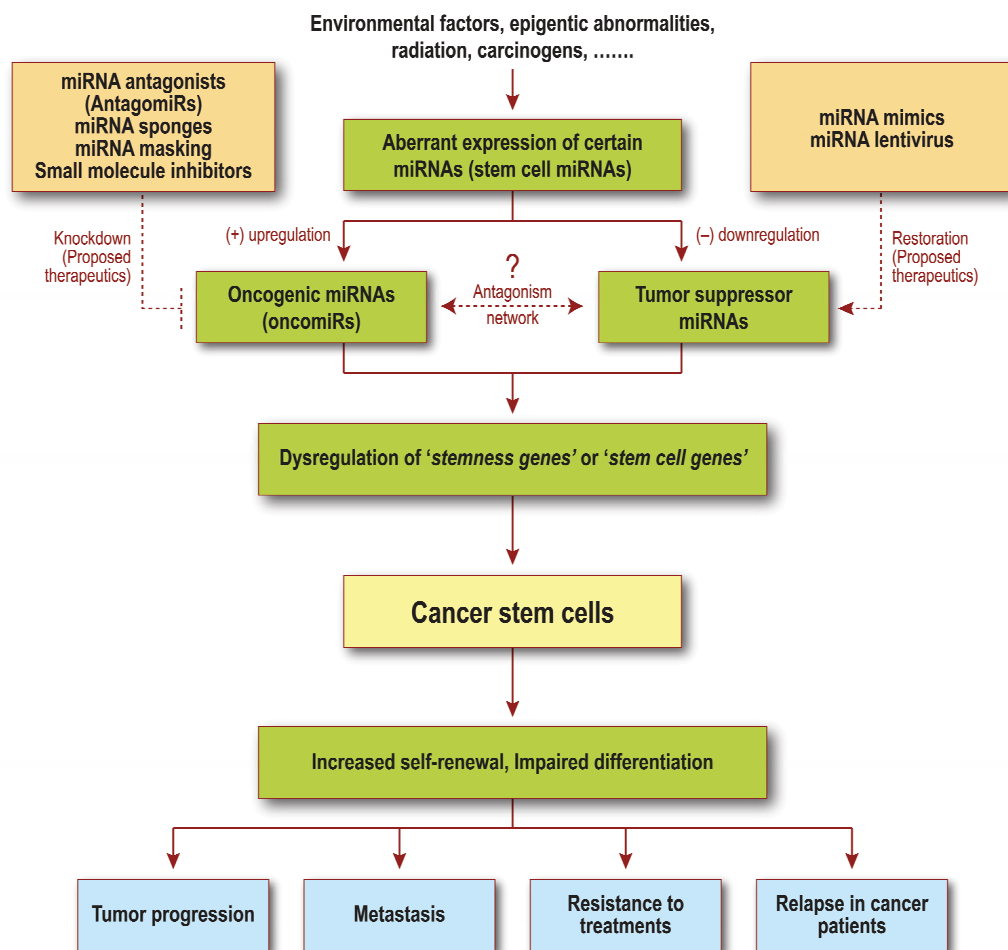 Environmental factors, epigentic abnormalities,
radiation, carcinogens, .......
miRNA antagonists
(AntagomiRs)
miRNA sponges
miRNA masking
Small molecule inhibitors
Aberrant expression of certain
miRNAs (stem cell miRNAs)
miRNA mimics
miRNA lentivirus
Knockdown
(Proposed
therapeutics)
(+) upregulation
(–) downregulation
Restoration
(Proposed
therapeutics)
Oncogenic miRNAs
(oncomiRs)
?
Antagonism
network
Tumor suppressor
miRNAs
Dysregulation of ‘stemness genes’ or ‘stem cell genes’
Cancer stem cells
Increased self-renewal, Impaired differentiation
Tumor progression
Metastasis
Resistance to
treatments
Relapse in cancer
patients